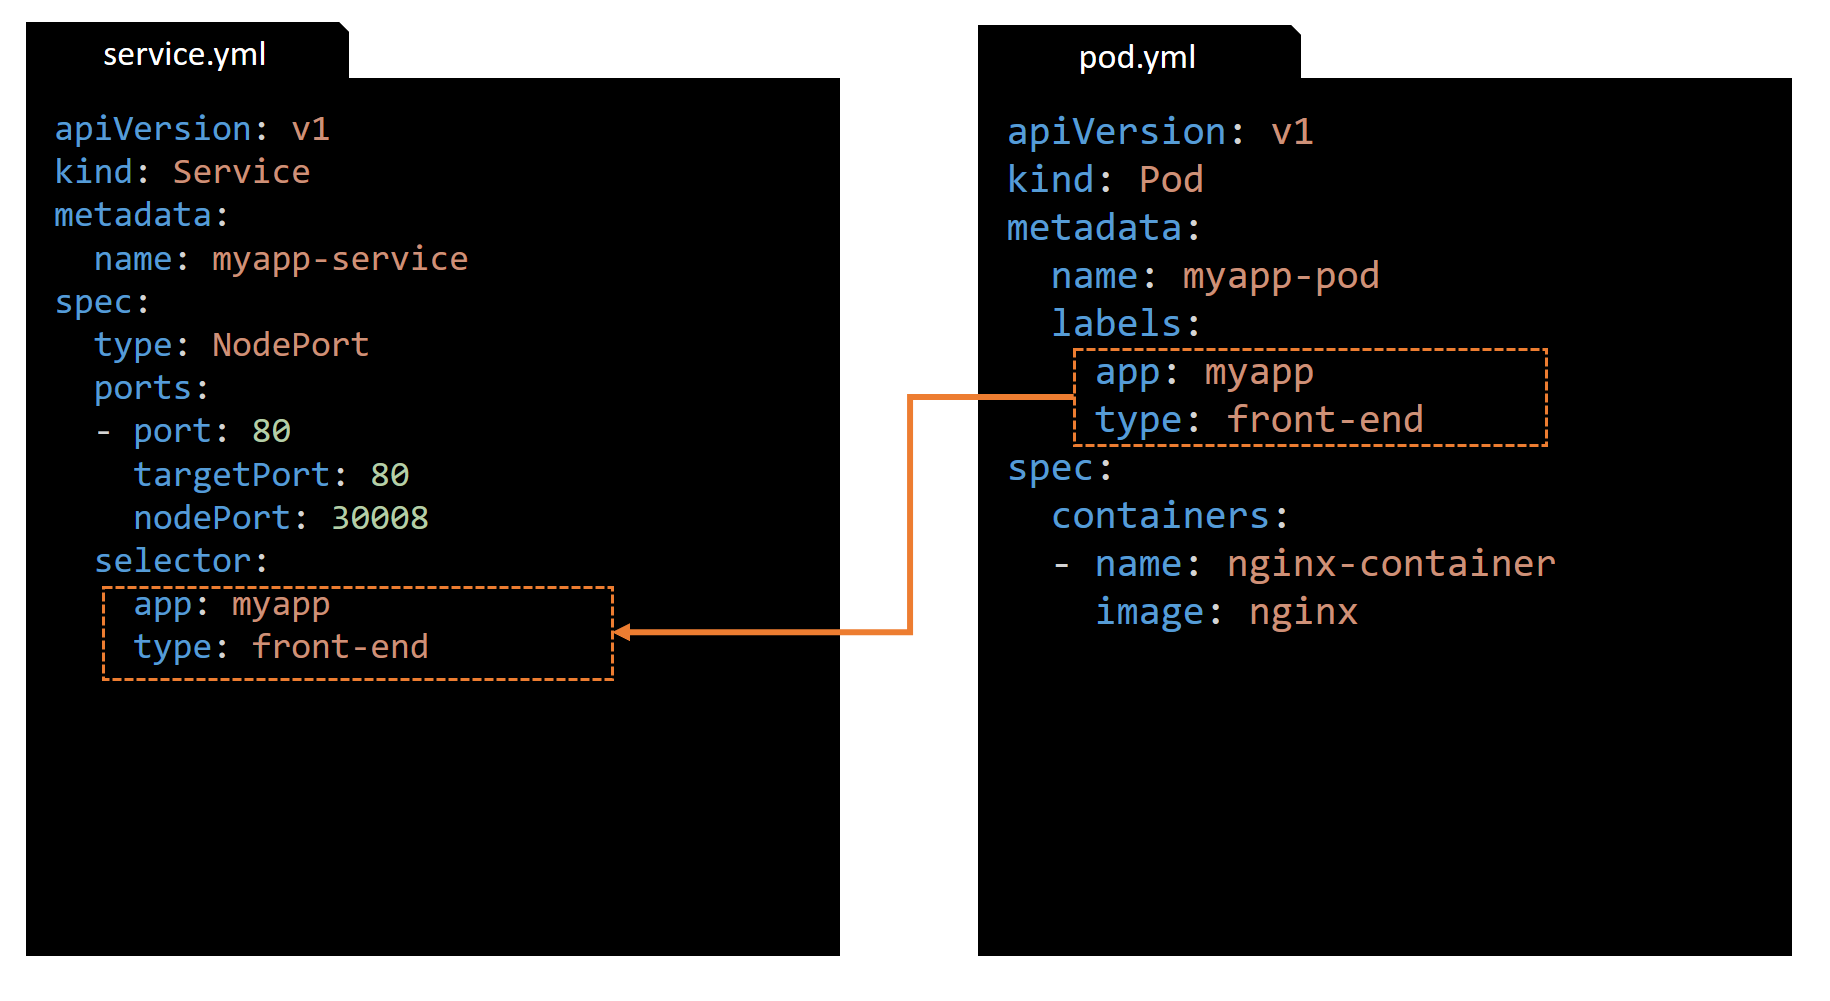 service.yml
apiVersion: v1
kind: Service
metadata:
  name: myapp-service
spec:
  type: NodePort
  ports:
  - port: 80
    targetPort: 80
    nodePort: 30008
  selector:
    app: myapp
    type: front-end
pod.yml
apiVersion: v1
kind: Pod
metadata:
  name: myapp-pod
  labels:
    app: myapp
    type: front-end
spec:
  containers:
  - name: nginx-container
    image: nginx